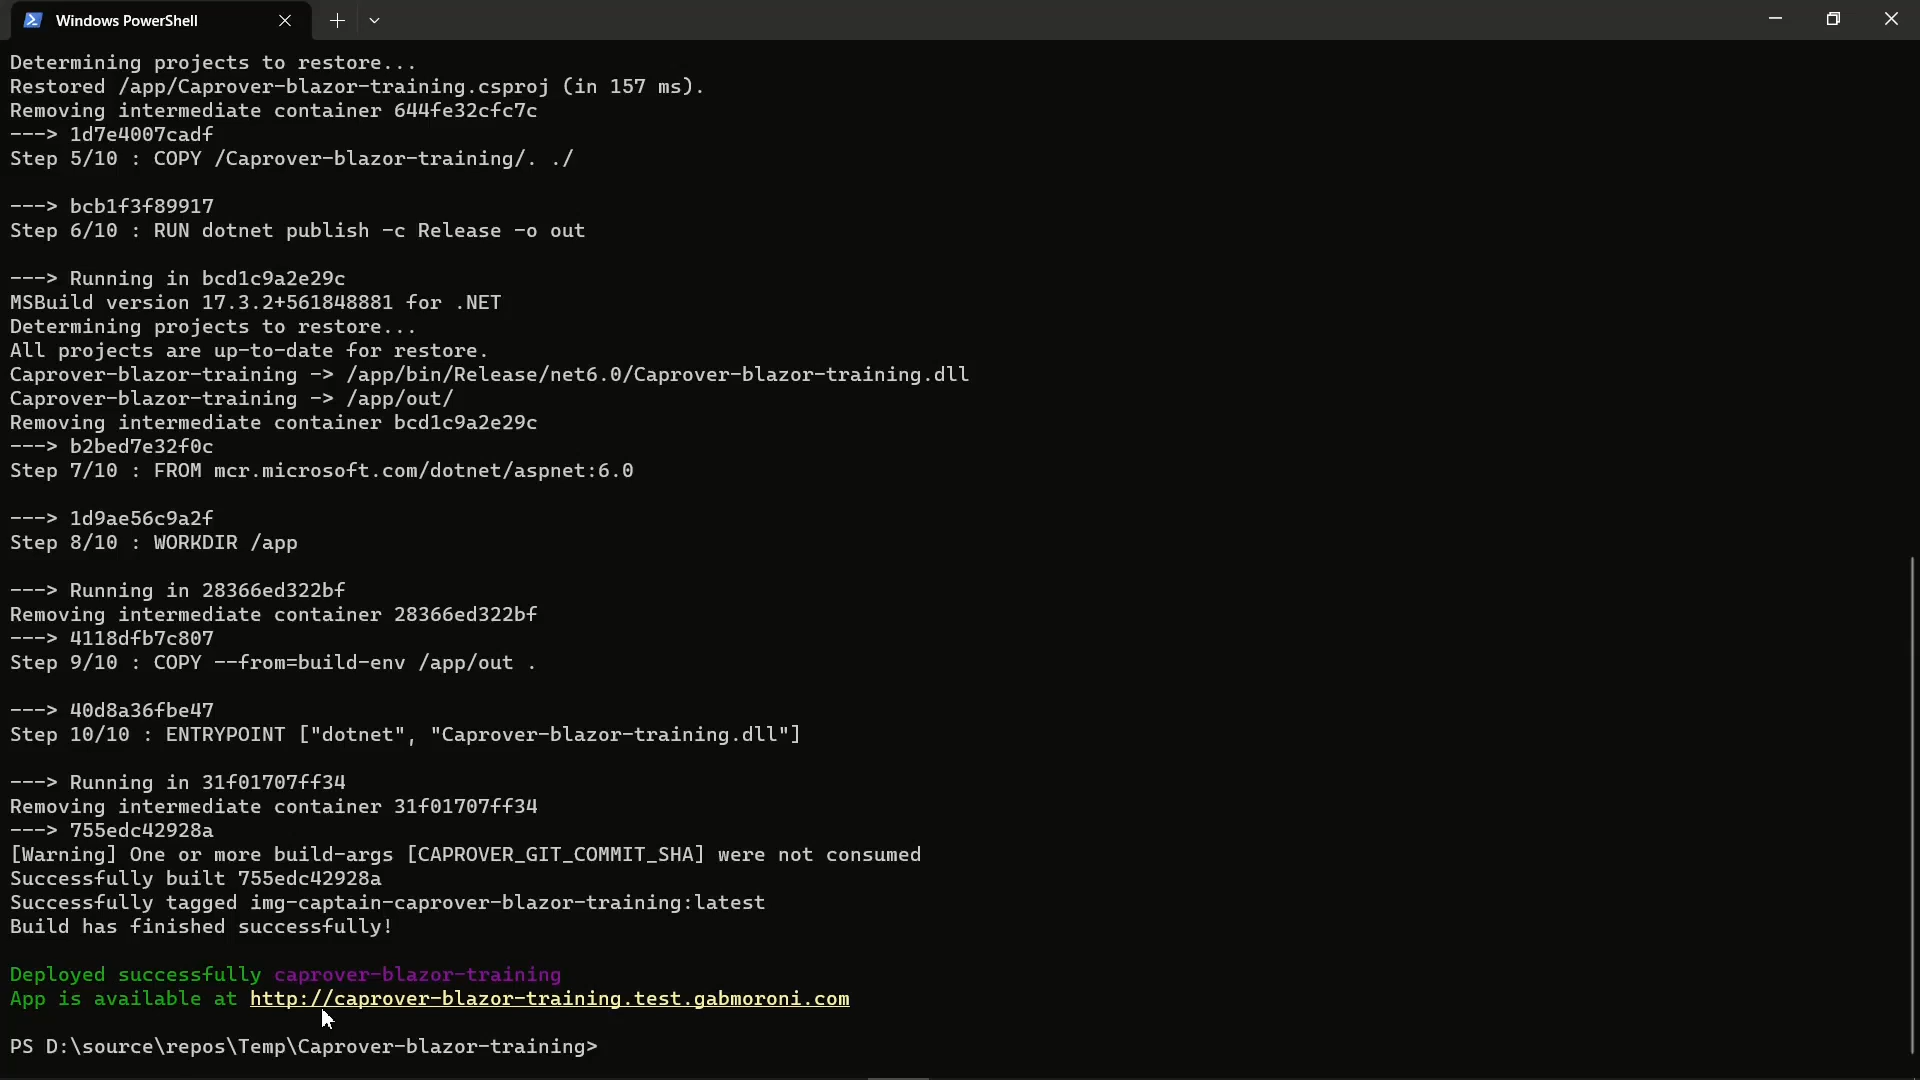 Windows PowerShell
Determining projects to restore...
Restored /app/Caprover-blazor-training.csproj (in 157 ms).
Removing intermediate container 644fe32cfc7c
---> 1d7e4007cadf
Step 5/10 : COPY /Caprover-blazor-training/. ./
---> bcb1f3f89917
Step 6/10 : RUN dotnet publish -c Release -o out
---> Running in bcd1c9a2e29c
MSBuild version 17.3.2+561848881 for .NET
Determining projects to restore...
All projects are up-to-date for restore.
Caprover-blazor-training -> /app/bin/Release/net6.0/Caprover-blazor-training.dll
Caprover-blazor-training -> /app/out/
Removing intermediate container bcd1c9a2e29c
---> b2bed7e32f0c
Step 7/10 : FROM mcr.microsoft.com/dotnet/aspnet:6.0
---> 1d9ae56c9a2f
Step 8/10 : WORKDIR /app
---> Running in 28366ed322bf
Removing intermediate container 28366ed322bf
---> 4118dfb7c807
Step 9/10 : COPY --from=build-env /app/out .
---> 40d8a36fbe47
Step 10/10 : ENTRYPOINT ["dotnet", "Caprover-blazor-training.dll"]
---> Running in 31f01707ff34
Removing intermediate container 31f01707ff34
---> 755edc42928a
[Warning] One or more build-args [CAPROVER_GIT_COMMIT_SHA] were not consumed
Successfully built 755edc42928a
Successfully tagged img-captain-caprover-blazor-training:latest
Build has finished successfully!
Deployed successfully caprover-blazor-training
App is available at http://caprover-blazor-training.test.gabmoroni.com
PS D:\source\repos\Temp\Caprover-blazor-training>